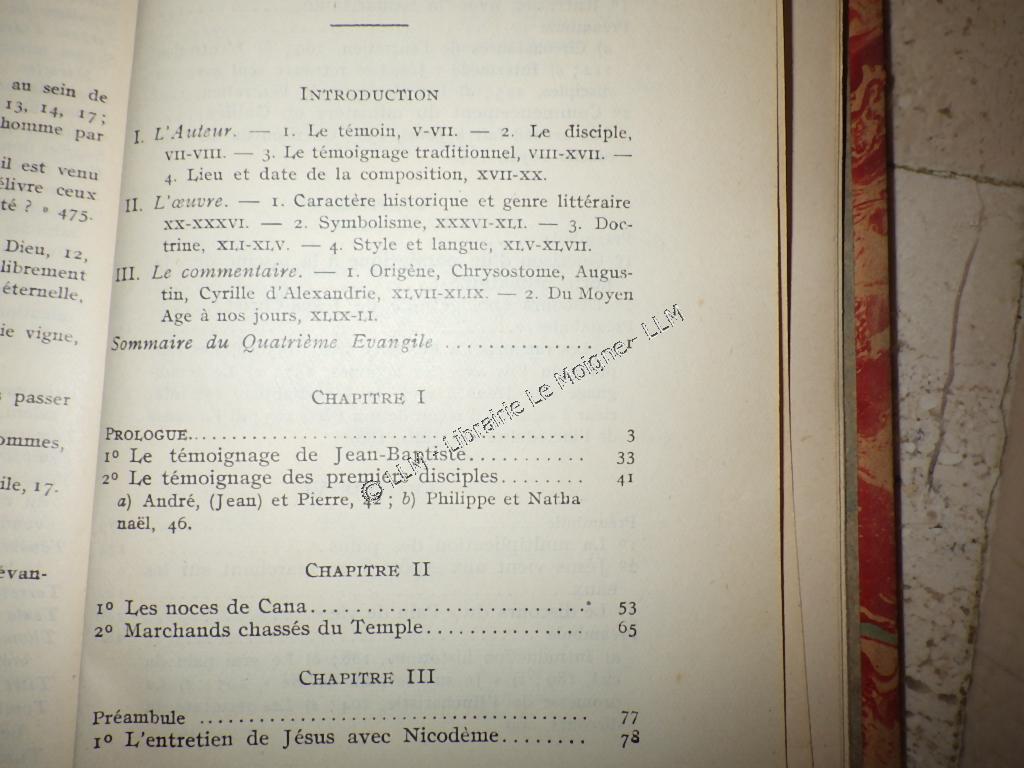 au sein de
13, 14, 17;
homme par
il est venu
élivre ceux
té ? » 475.
Dieu, 12,
librement
éternelle,
ie vigne,
passer
ommes,
ile, 17.
évan-
INTRODUCTION
I. L'Auteur. — 1. Le témoin, V-VII. — 2. Le disciple,
VII-VIII. — 3. Le témoignage traditionnel, VIII-XVII. —
4. Lieu et date de la composition, XVII-XX.
II. L'œuvre. — 1. Caractère historique et genre littéraire
XX-XXXVI. — 2. Symbolisme, XXXVI-XLI. — 3. Doc-
trine, XLI-XLV. — 4. Style et langue, XLV-XLVII.
III. Le commentaire. — 1. Origène, Chrysostome, Augus-
tin, Cyrille d'Alexandrie, XLVII-XLIX. — 2. Du Moyen
Age à nos jours, XLIX-LI.
Sommaire du Quatrième Evangile ............. 1
CHAPITRE I
PROLOGUE.................................. 3
1º Le témoignage de Jean-Baptiste........... 33
2º Le témoignage des premiers disciples........ 41
a) André, (Jean) et Pierre, 42 ; b) Philippe et Natha
naël, 46.
CHAPITRE II
1º Les noces de Cana......................... 53
2º Marchands chassés du Temple............... 65
CHAPITRE III
Préambule ................................ 77
1º L'entretien de Jésus avec Nicodème........ 78
© LLM - Librairie Le Moigne - LLM